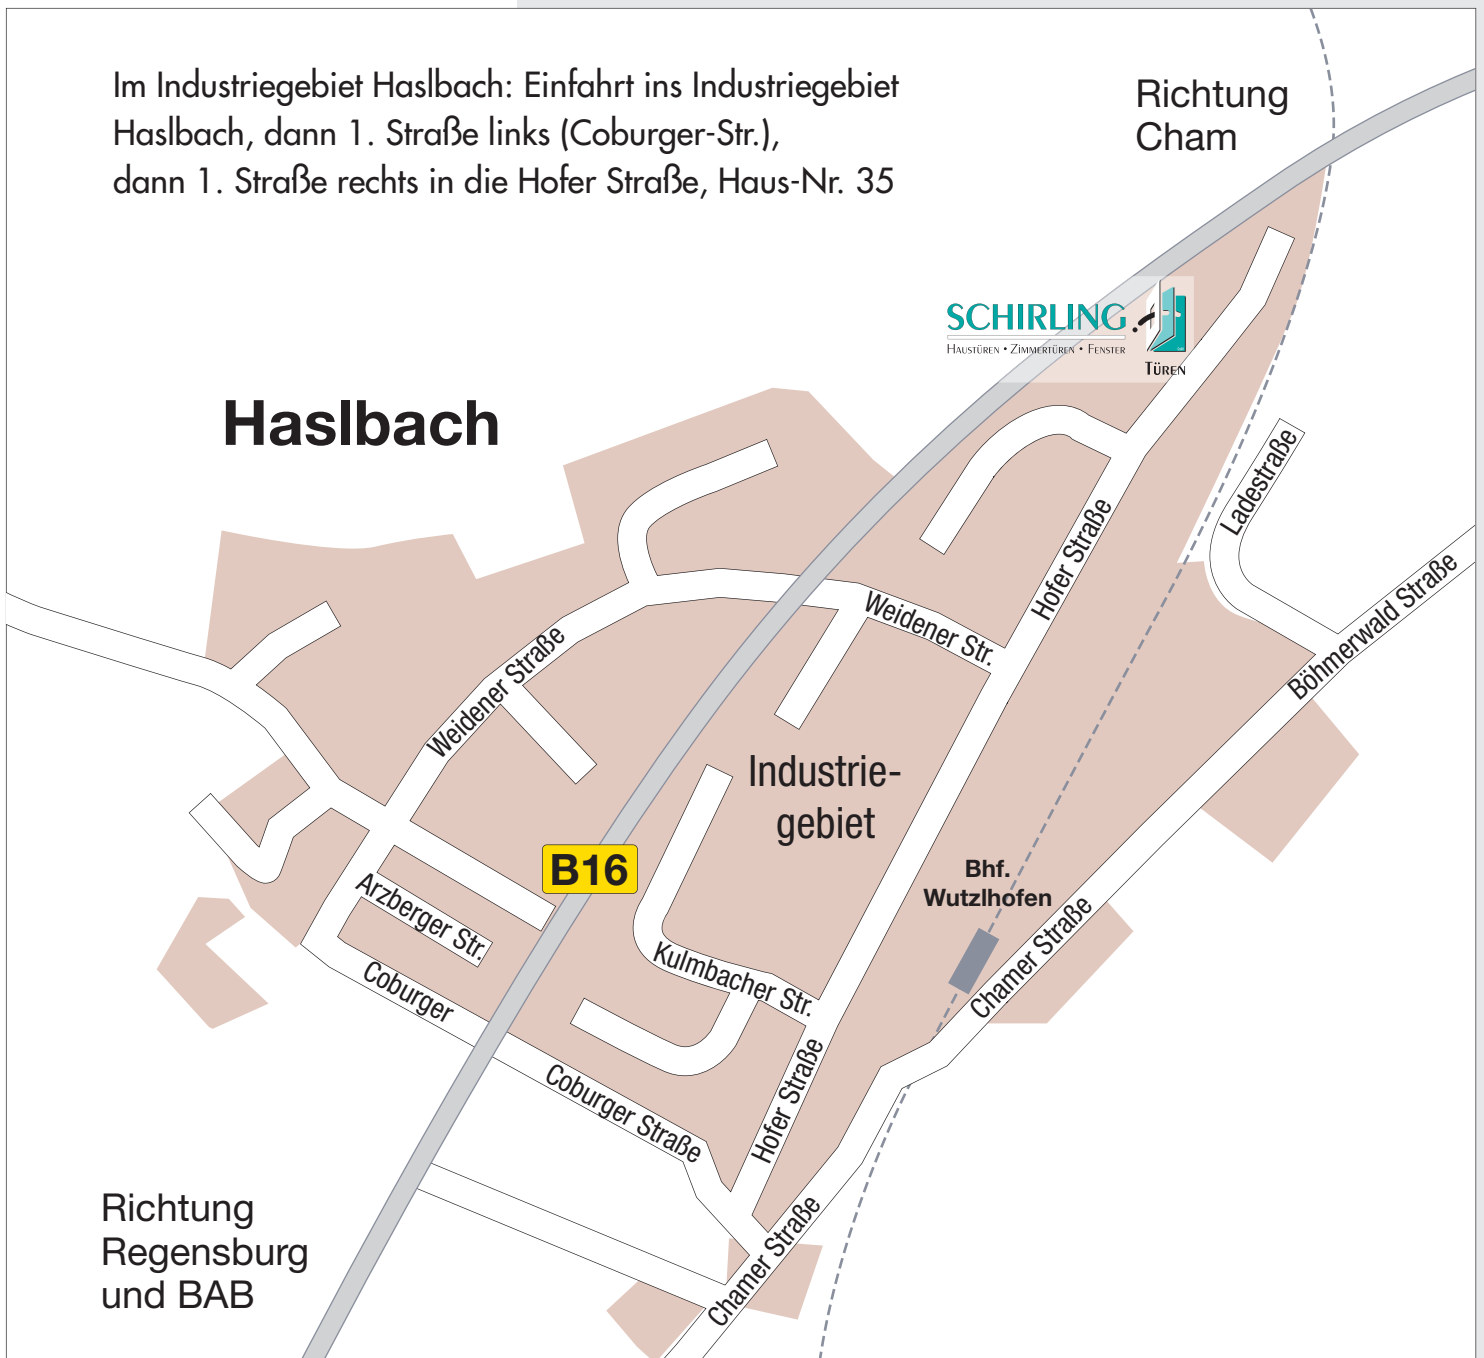 Im Industriegebiet Haslbach: Einfahrt ins Industriegebiet
Haslbach, dann 1. Straße links (Coburger-Str.),
dann 1. Straße rechts in die Hofer Straße, Haus-Nr. 35
Richtung
Cham
SCHIRLING
Haustüren • Zimmertüren • Fenster
Türen
Haslbach
Ladestraße
Hofer Straße
Böhmerwald Straße
Weidener Str.
Weidener Straße
Industrie-
gebiet
B16
Bhf.
Wutzlhofen
Arzberger Str.
Chamer Straße
Kulmbacher Str.
Coburger
Hofer Straße
Coburger Straße
Chamer Straße
Richtung
Regensburg
und BAB